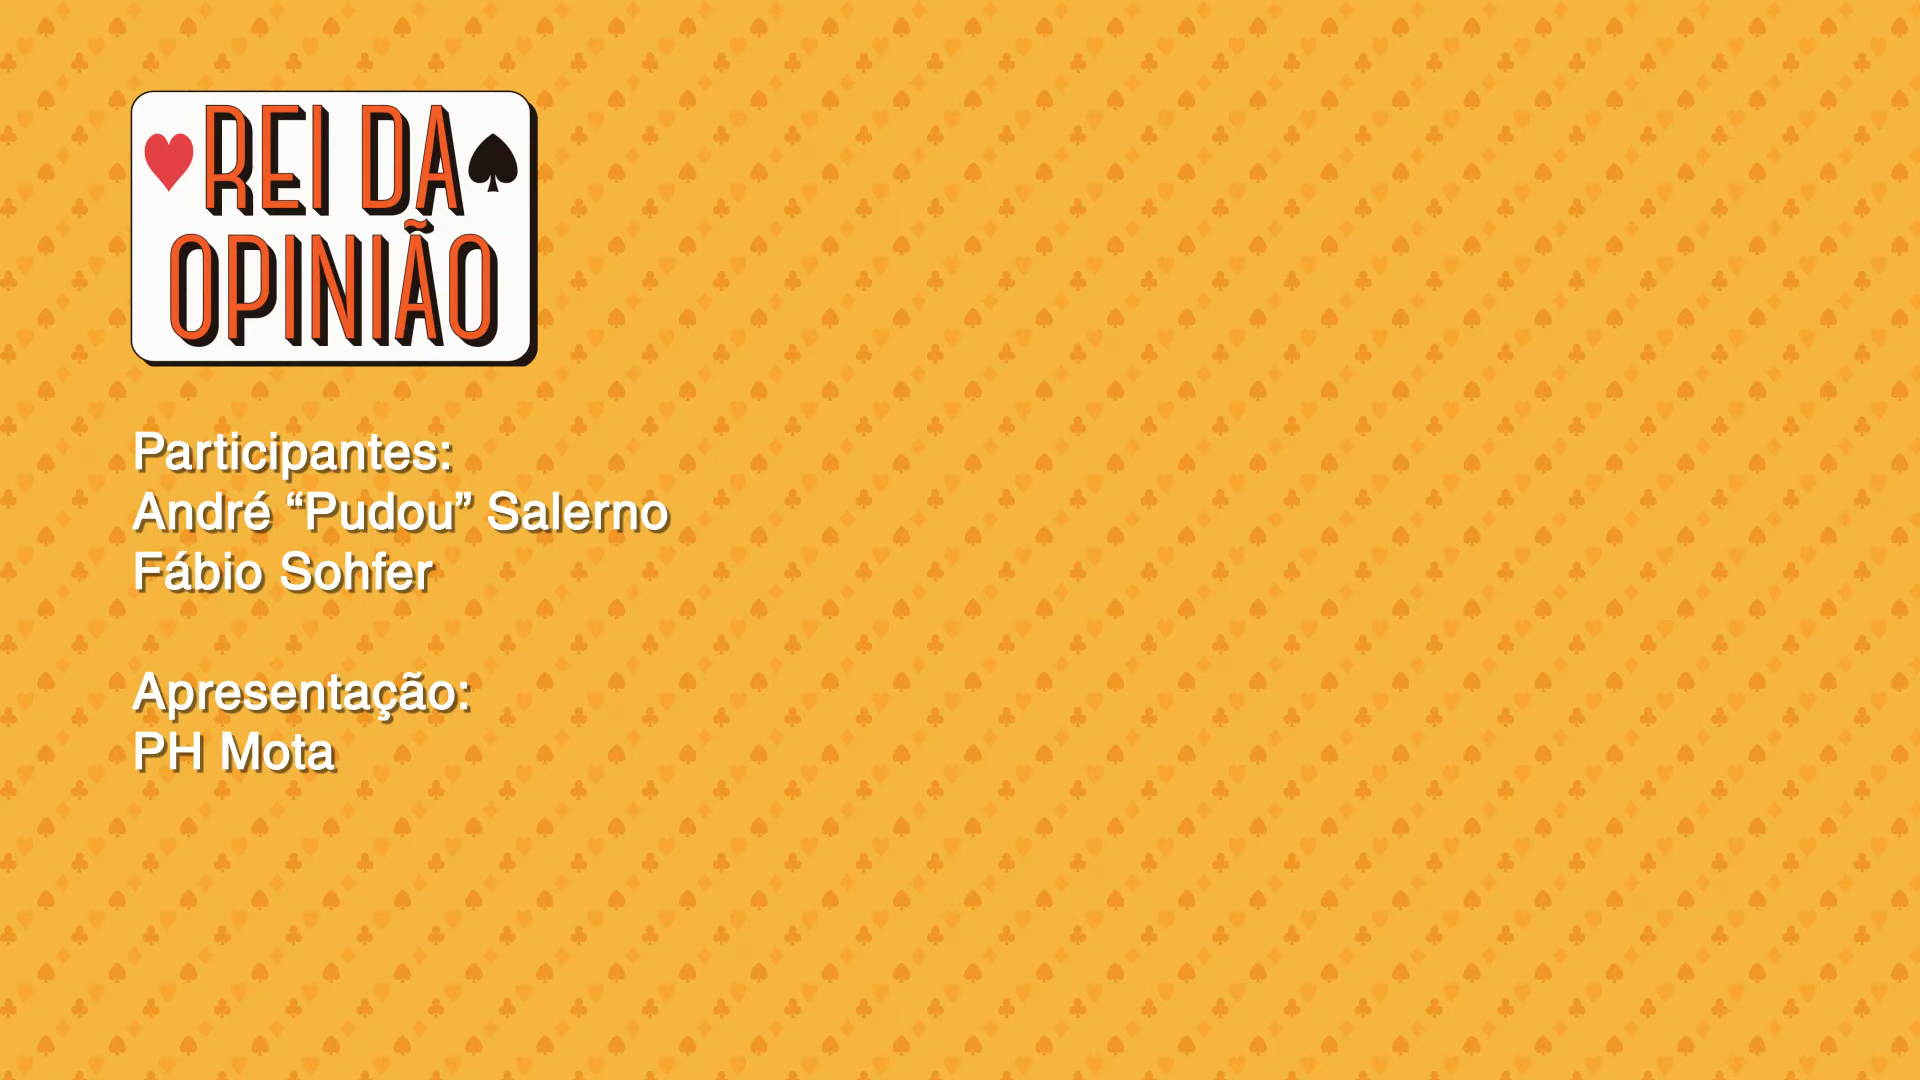 REI DA
OPINIÃO
Participantes:
André “Pudou” Salerno
Fábio Sohfer
Apresentação:
PH Mota